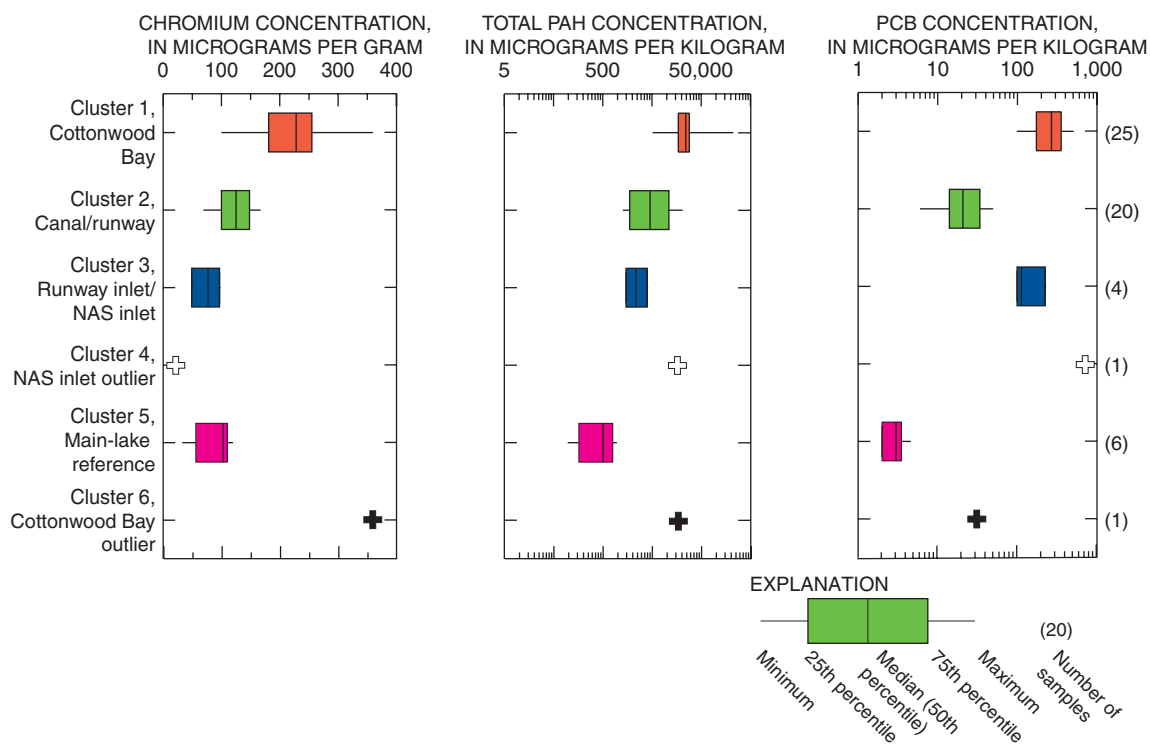 CHROMIUM CONCENTRATION,
IN MICROGRAMS PER GRAM
0 100 200 300 400
TOTAL PAH CONCENTRATION,
IN MICROGRAMS PER KILOGRAM
5 500 50,000
PCB CONCENTRATION,
IN MICROGRAMS PER KILOGRAM
1 10 100 1,000
Cluster 1,
Cottonwood
Bay
(25)
Cluster 2,
Canal/runway
(20)
Cluster 3,
Runway inlet/
NAS inlet
(4)
Cluster 4,
NAS inlet outlier
(1)
Cluster 5,
Main-lake
reference
(6)
Cluster 6,
Cottonwood Bay
outlier
(1)
EXPLANATION
(20)
Minimum
25th percentile
Median (50th
percentile)
75th percentile
Maximum
Number of
samples